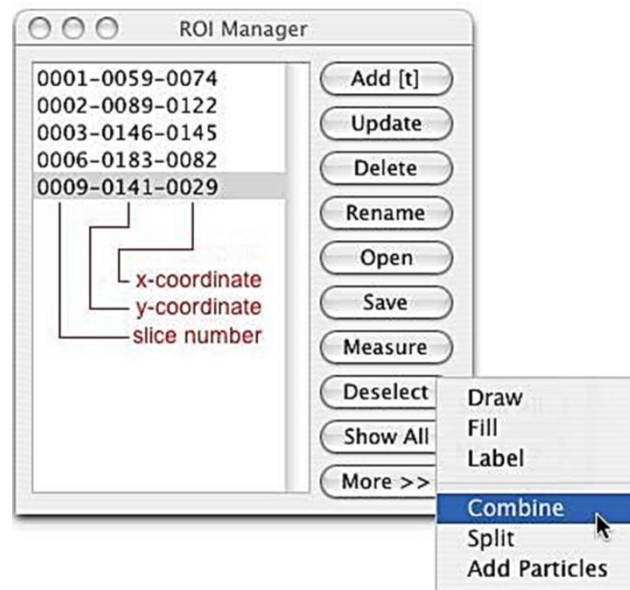 ROI Manager
0001-0059-0074
0002-0089-0122
0003-0146-0145
0006-0183-0082
0009-0141-0029
x-coordinate
y-coordinate
slice number
Add [t]
Update
Delete
Rename
Open
Save
Measure
Deselect
Show All
More >>
Draw
Fill
Label
Combine
Split
Add Particles